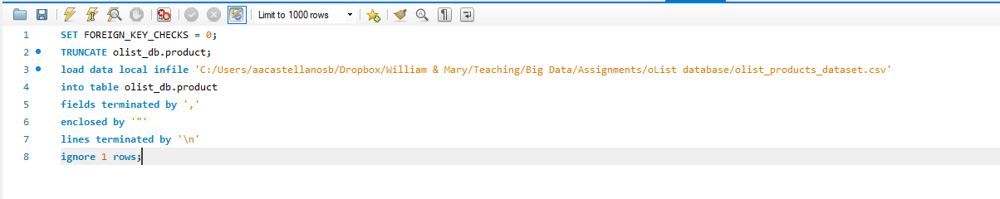 Limit to 1000 rows
1 SET FOREIGN_KEY_CHECKS = 0;
2 TRUNCATE olist_db.product;
3 load data local infile 'C:/Users/aacastellanosb/Dropbox/William & Mary/Teaching/Big Data/Assignments/oList database/olist_products_dataset.csv'
4 into table olist_db.product
5 fields terminated by ','
6 enclosed by '"'
7 lines terminated by '\n'
8 ignore 1 rows;